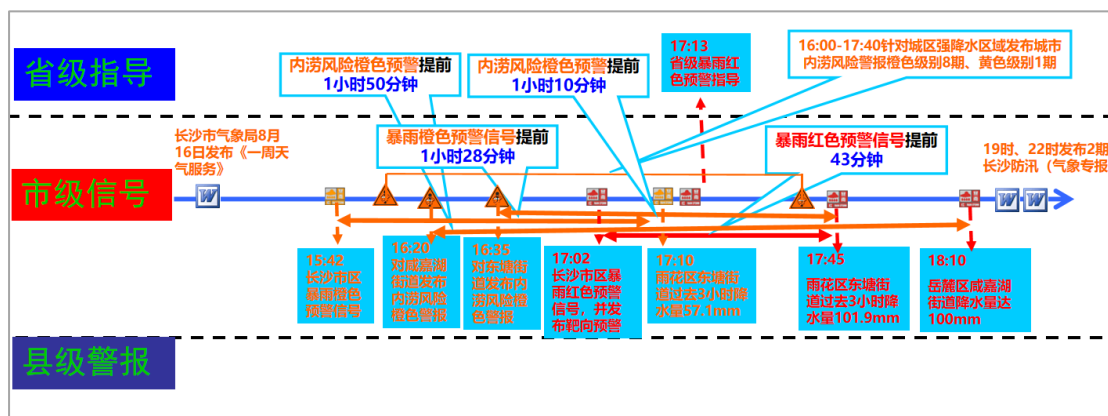 省级指导
内涝风险橙色预警提前
1小时50分钟
内涝风险橙色预警提前
1小时10分钟
17:13
省级暴雨红
色预警指导
16:00-17:40针对城区强降水区域发布城市
内涝风险警报橙色级别8期、黄色级别1期
长沙市气象局8月
16日发布《一周天
气服务》
暴雨橙色预警信号提前
1小时28分钟
暴雨红色预警信号提前
43分钟
19时、22时发布2期
长沙防汛（气象专报
市级信号
W
W
W
15:42
长沙市区
暴雨橙色
预警信号
16:20
对咸嘉湖
街道发布
内涝风险
橙色警报
16:35
对东塘街
道发布内
涝风险橙
色警报
17:02
长沙市区暴
雨红色预警
信号，并发
布靶向预警
17:10
雨花区东塘街
道过去3小时降
水量57.1mm
17:45
雨花区东塘街
道过去3小时降
水量101.9mm
18:10
岳麓区咸嘉湖
街道降水量达
100mm
县级警报